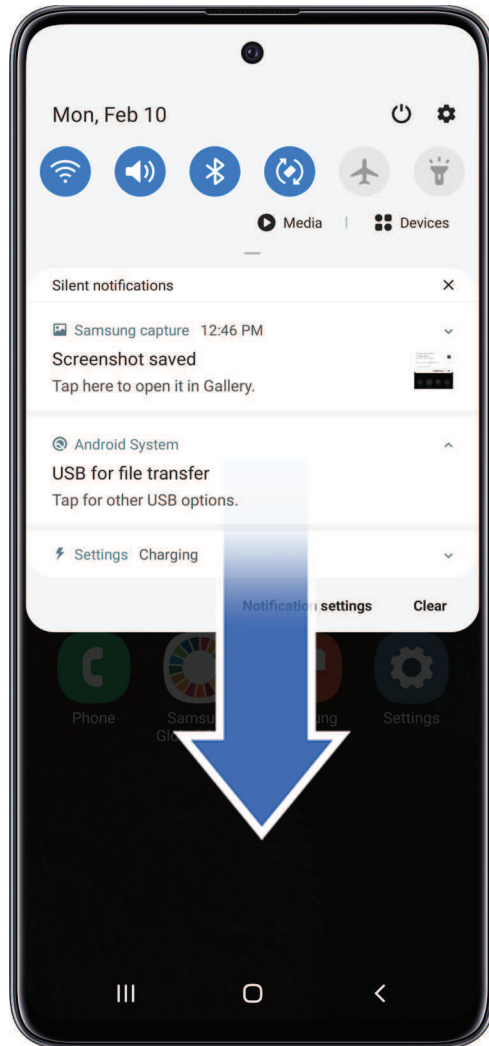 Mon, Feb 10
Media | Devices
Silent notifications
Samsung capture 12:46 PM
Screenshot saved
Tap here to open it in Gallery.
Android System
USB for file transfer
Tap for other USB options.
Settings Charging
Notification settings Clear
Phone Settings